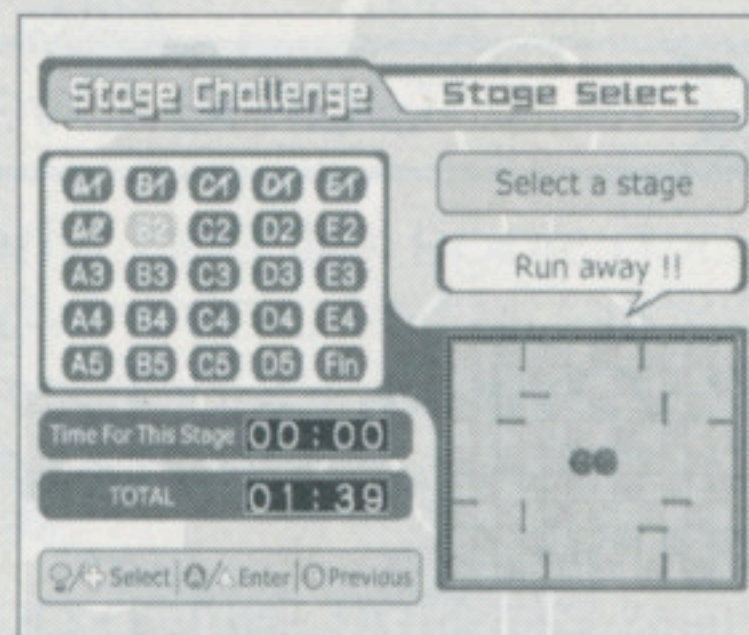 Stage Challenge
Stage Select
A1 B1 C1 D1 E1
A2 B2 C2 D2 E2
A3 B3 C3 D3 E3
A4 B4 C4 D4 E4
A5 B5 C5 D5 Fin
Select a stage
Run away !!
Time For This Stage 00:00
TOTAL 01:39
Select Enter Previous